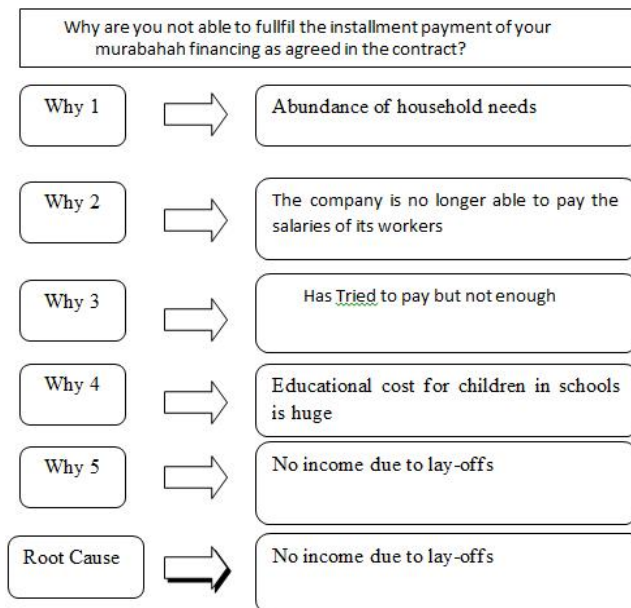 Why are you not able to fullfil the installment payment of your
murabahah financing as agreed in the contract?
Why 1
Abundance of household needs
Why 2
The company is no longer able to pay the
salaries of its workers
Why 3
Has Tried to pay but not enough
Why 4
Educational cost for children in schools
is huge
Why 5
No income due to lay-offs
Root Cause
No income due to lay-offs